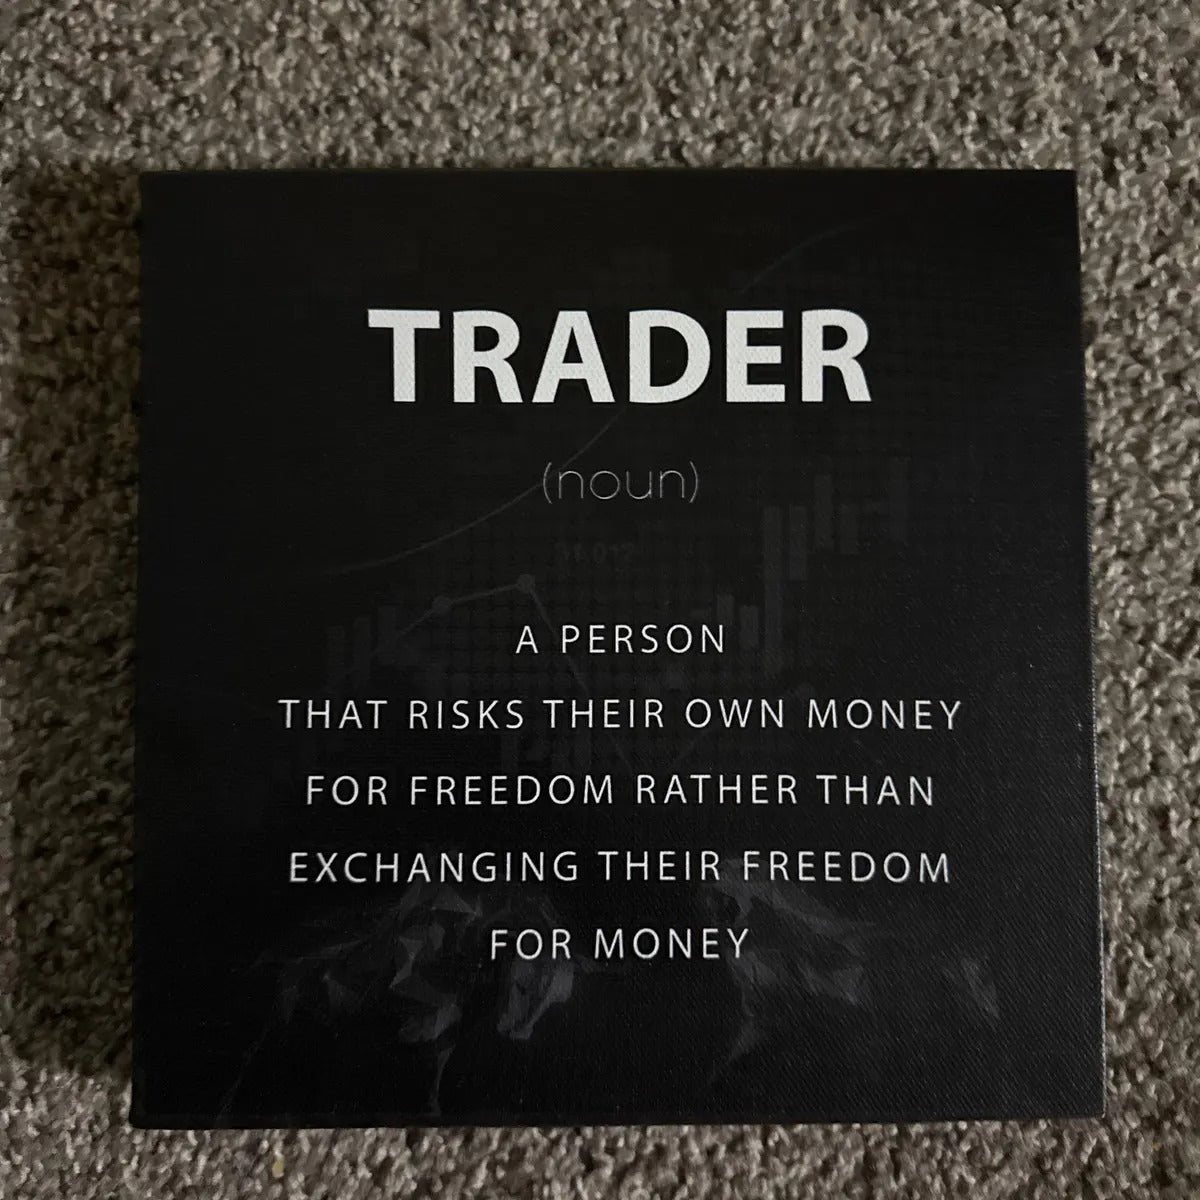 TRADER
(noun)
A PERSON
THAT RISKS THEIR OWN MONEY
FOR FREEDOM RATHER THAN
EXCHANGING THEIR FREEDOM
FOR MONEY